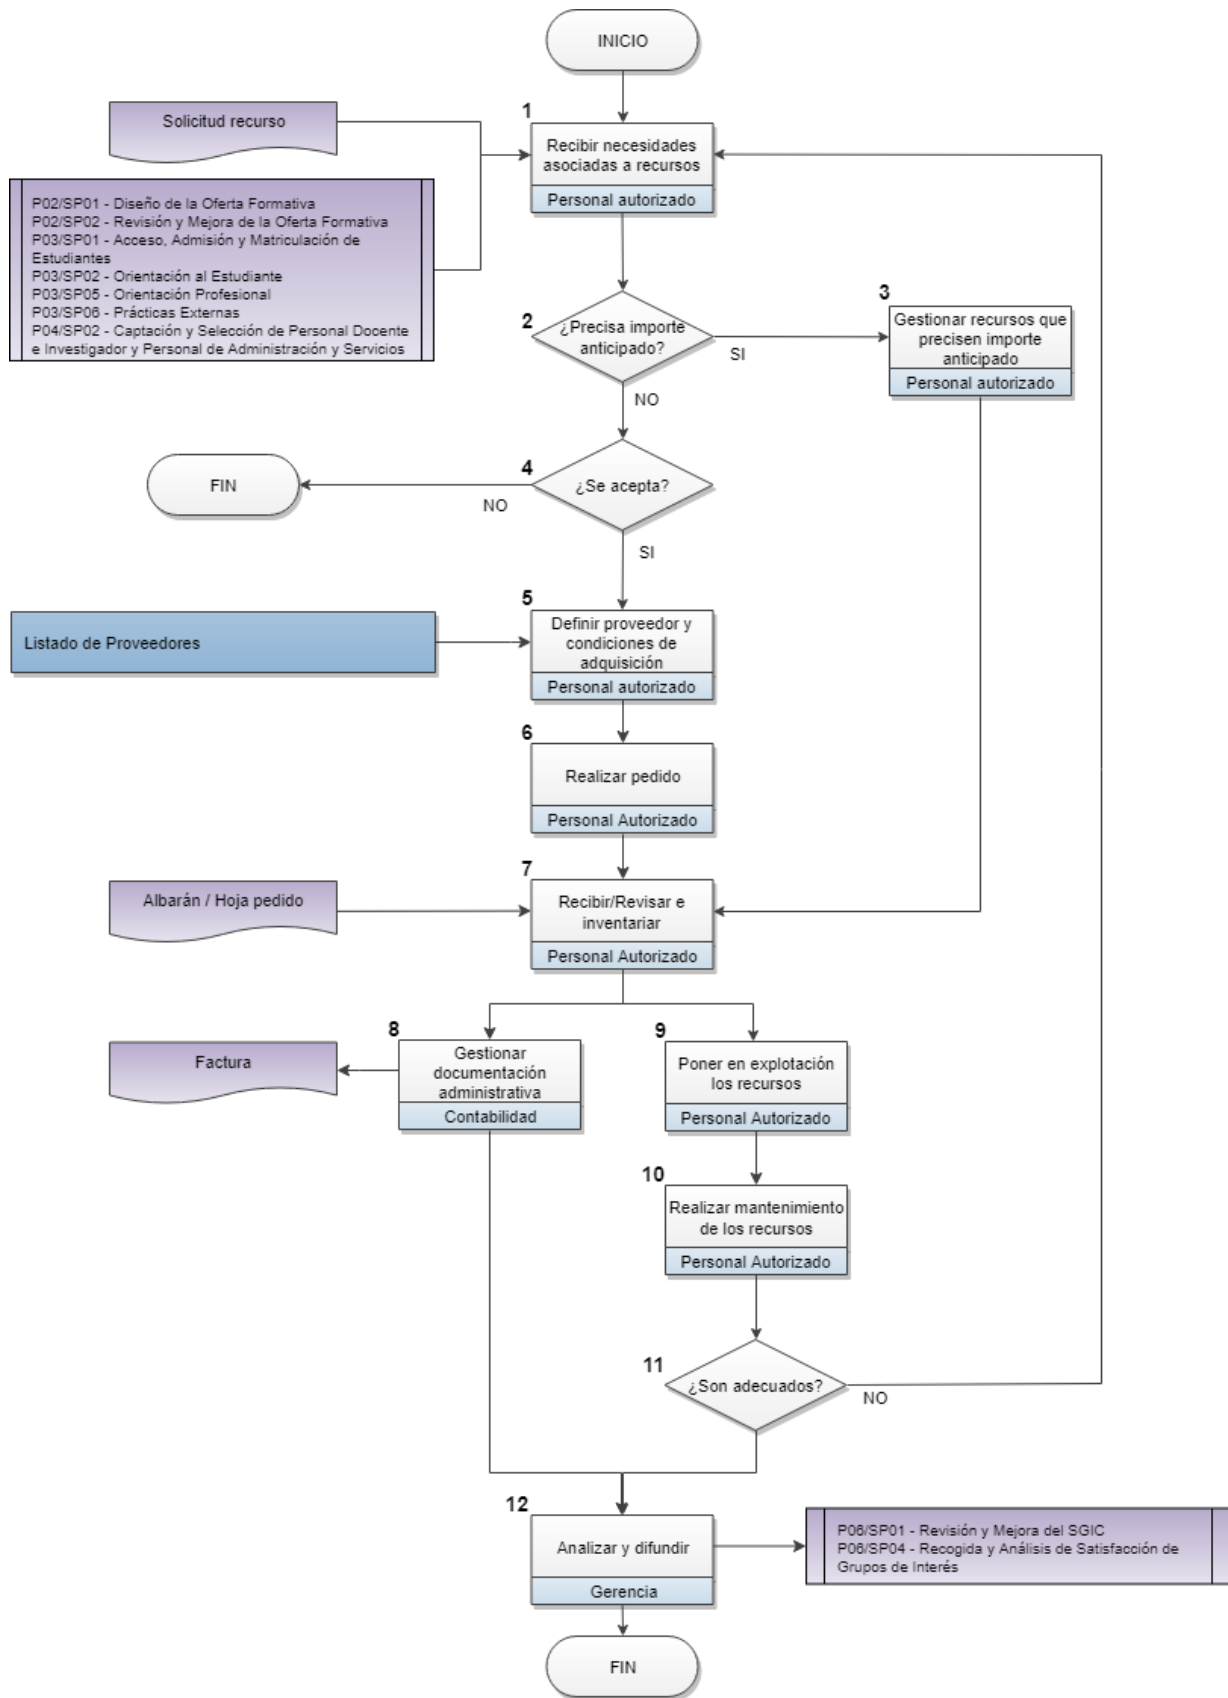 INICIO
1
Solicitud recurso
Recibir necesidades
asociadas a recursos
Personal autorizado
P02/SP01 - Diseño de la Oferta Formativa
P02/SP02 - Revisión y Mejora de la Oferta Formativa
P03/SP01 - Acceso, Admisión y Matriculación de
Estudiantes
P03/SP02 - Orientación al Estudiante
P03/SP05 - Orientación Profesional
P03/SP06 - Prácticas Externas
P04/SP02 - Captación y Selección de Personal Docente
e Investigador y Personal de Administración y Servicios
2
¿Precisa importe
anticipado?
SI
NO
3
Gestionar recursos que
precisen importe
anticipado
Personal autorizado
4
¿Se acepta?
NO
FIN
SI
5
Listado de Proveedores
Definir proveedor y
condiciones de
adquisición
Personal autorizado
6
Realizar pedido
Personal Autorizado
7
Albarán / Hoja pedido
Recibir/Revisar e
inventariar
Personal Autorizado
8
Factura
Gestionar
documentación
administrativa
Contabilidad
9
Poner en explotación
los recursos
Personal Autorizado
10
Realizar mantenimiento
de los recursos
Personal Autorizado
11
¿Son adecuados?
NO
12
Analizar y difundir
Gerencia
P06/SP01 - Revisión y Mejora del SGIC
P06/SP04 - Recogida y Análisis de Satisfacción de
Grupos de Interés
FIN